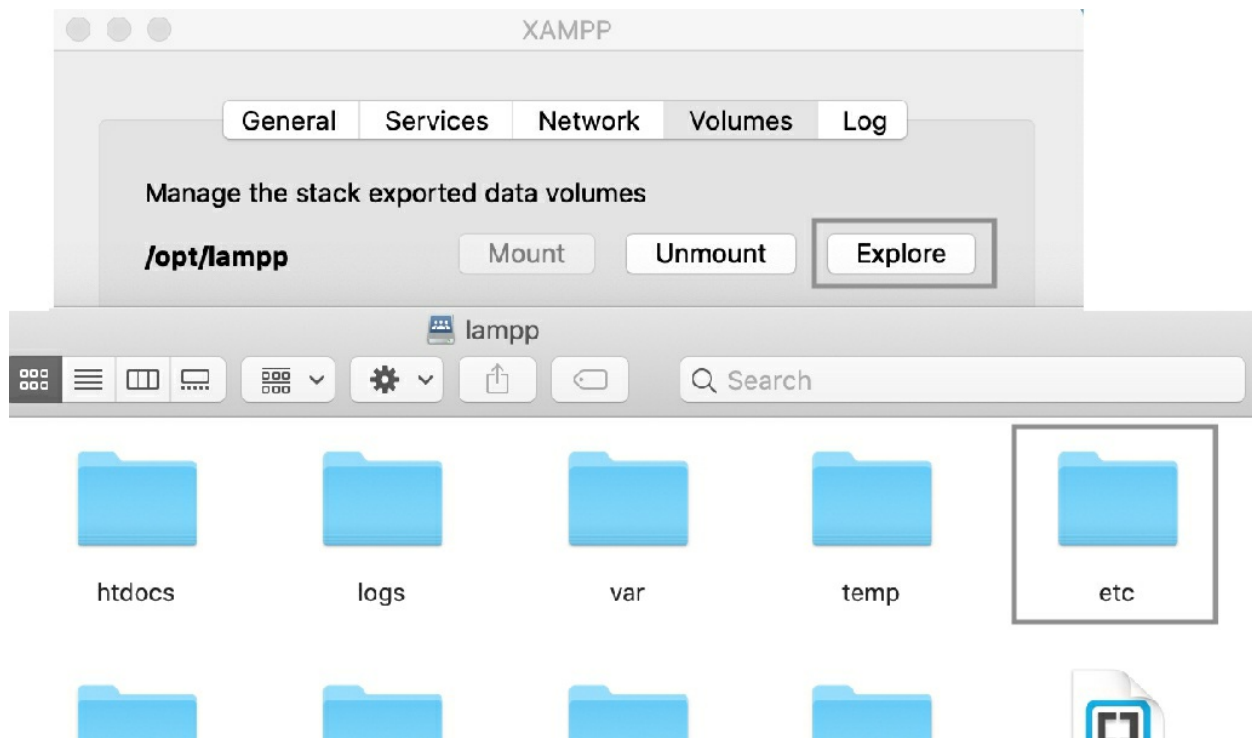 XAMPP
General Services Network Volumes Log
Manage the stack exported data volumes
/opt/lampp Mount Unmount Explore
lampp
Search
htdocs logs var temp etc